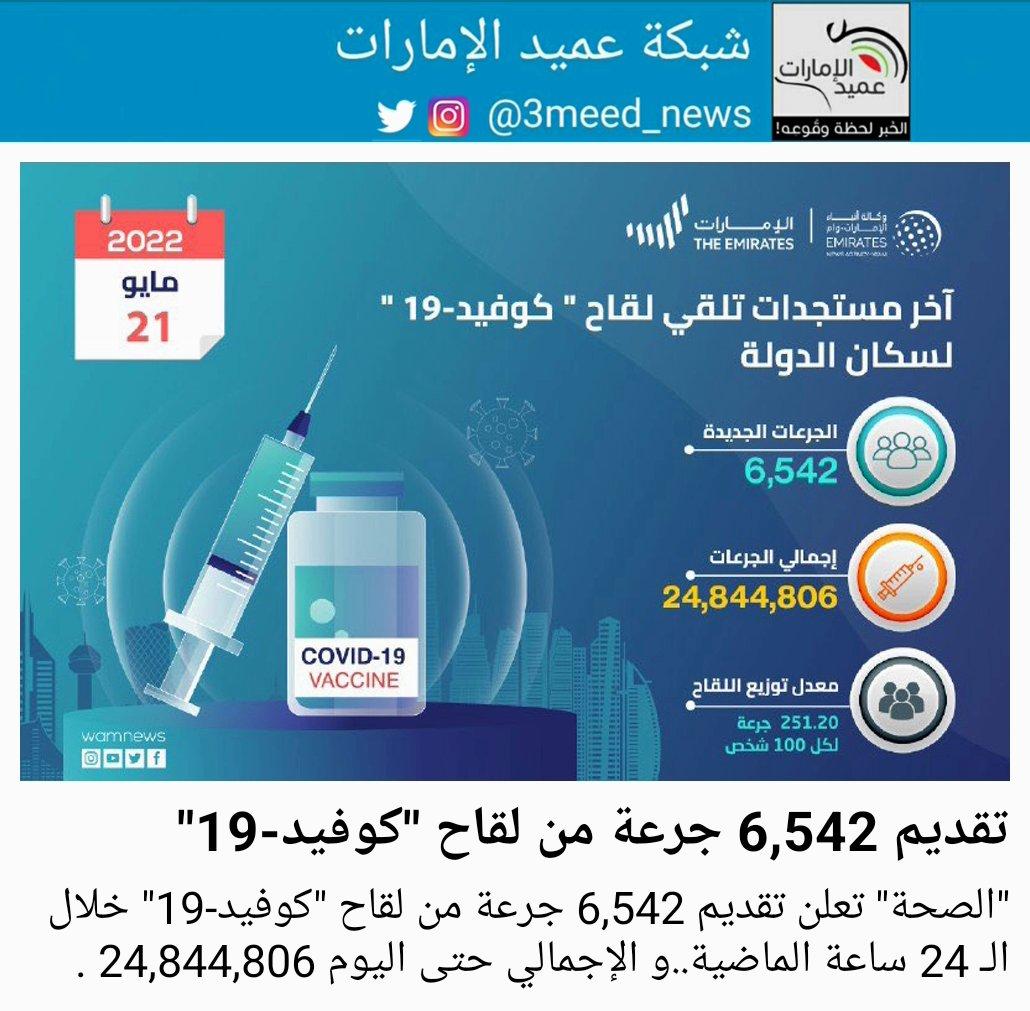 شبكة عميد الإمارات
@3meed_news
الإمارات
عميد
الخبر لحظة وقوعه!
2022
مايو
21
الإمارات
THE EMIRATES
وكالة أنباء
الإمارات-وام
EMIRATES
NEWS AGENCY-WAM
آخر مستجدات تلقي لقاح " كوفيد-19 "
لسكان الدولة
الجرعات الجديدة
6,542
إجمالي الجرعات
24,844,806
معدل توزيع اللقاح
251.20 جرعة
لكل 100 شخص
COVID-19
VACCINE
wamnews
تقديم 6,542 جرعة من لقاح "كوفيد-19"
"الصحة" تعلن تقديم 6,542 جرعة من لقاح "كوفيد-19" خلال
الـ 24 ساعة الماضية..و الإجمالي حتى اليوم 24,844,806 .